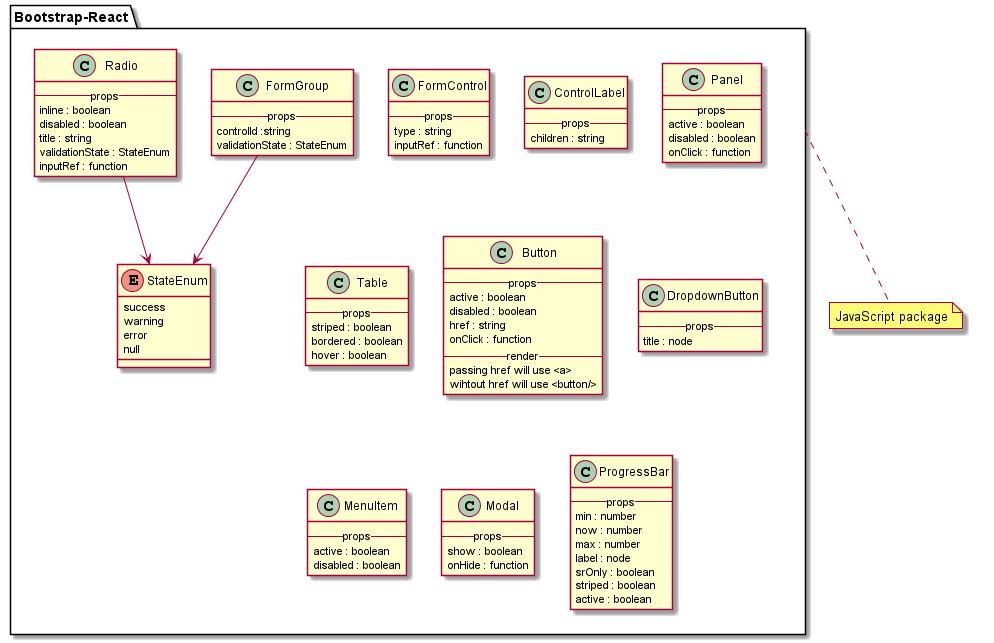 Bootstrap-React
C Radio
props
inline : boolean
disabled : boolean
title : string
validationState : StateEnum
inputRef : function
C FormGroup
props
controlId :string
validationState : StateEnum
C FormControl
props
type : string
inputRef : function
C ControlLabel
props
children : string
C Panel
props
active : boolean
disabled : boolean
onClick : function
E StateEnum
success
warning
error
null
C Table
props
striped : boolean
bordered : boolean
hover : boolean
C Button
props
active : boolean
disabled : boolean
href : string
onClick : function
render
passing href will use <a>
wihtout href will use <button/>
C DropdownButton
props
title : node
JavaScript package
C MenuItem
props
active : boolean
disabled : boolean
C Modal
props
show : boolean
onHide : function
C ProgressBar
props
min : number
now : number
max : number
label : node
srOnly : boolean
striped : boolean
active : boolean